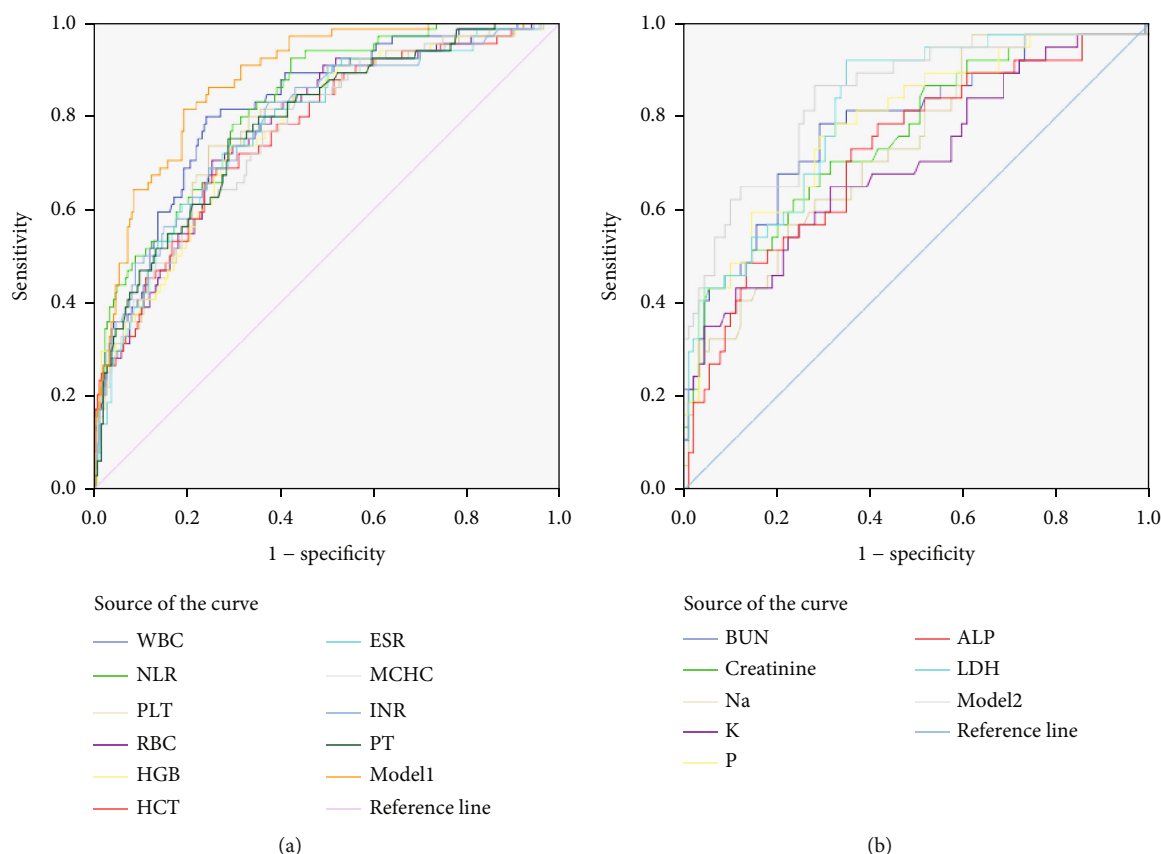 1.0
0.8
0.6
0.4
0.2
0.0
Sensitivity
0.0 0.2 0.4 0.6 0.8 1.0
1 − specificity
Source of the curve
WBC
NLR
PLT
RBC
HGB
HCT
ESR
MCHC
INR
PT
Model1
Reference line
(a)
1.0
0.8
0.6
0.4
0.2
0.0
Sensitivity
0.0 0.2 0.4 0.6 0.8 1.0
1 − specificity
Source of the curve
BUN
Creatinine
Na
K
P
ALP
LDH
Model2
Reference line
(b)